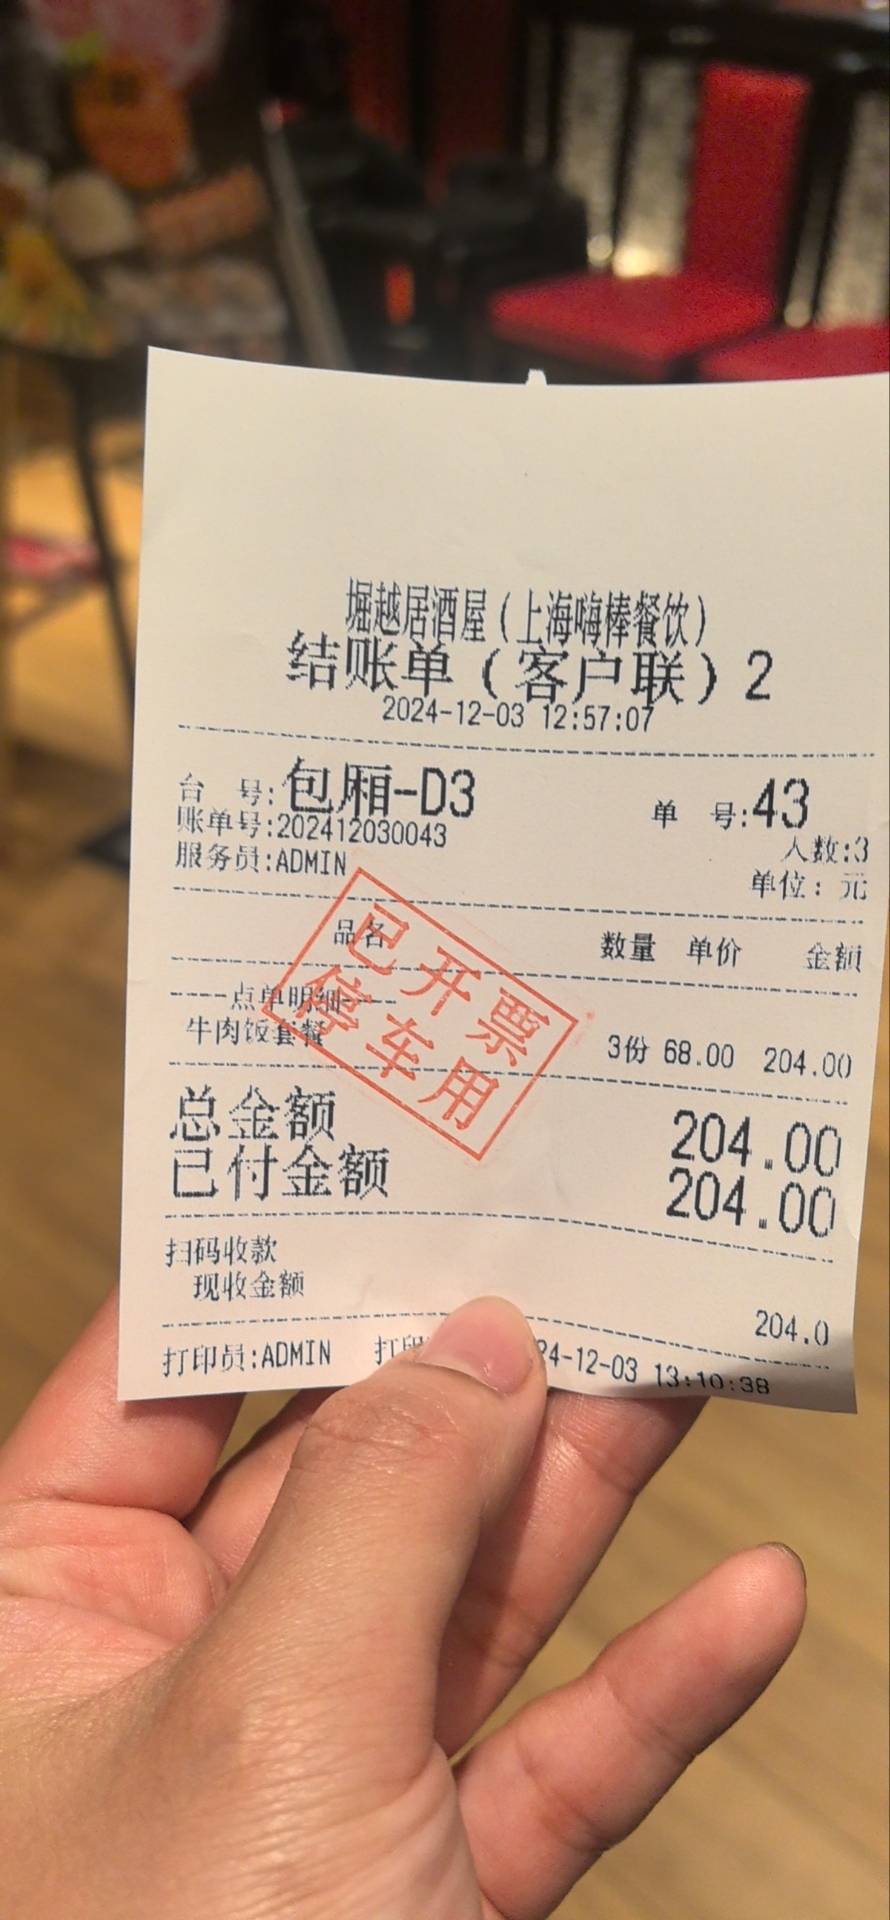 堀越居酒屋(上海嗨棒餐饮)
结账单(客户联)2
2024-12-03 12:57:07
台 号:包厢-D3 单 号:43
账单号:202412030043 人数:3
服务员:ADMIN 单位: 元
品名 数量 单价 金额
----点单明细----
牛肉饭套餐 3份 68.00 204.00
已开票
停车用
总金额 204.00
已付金额 204.00
扫码收款
现收金额 204.0
打印员:ADMIN 打印 24-12-03 13:10:38